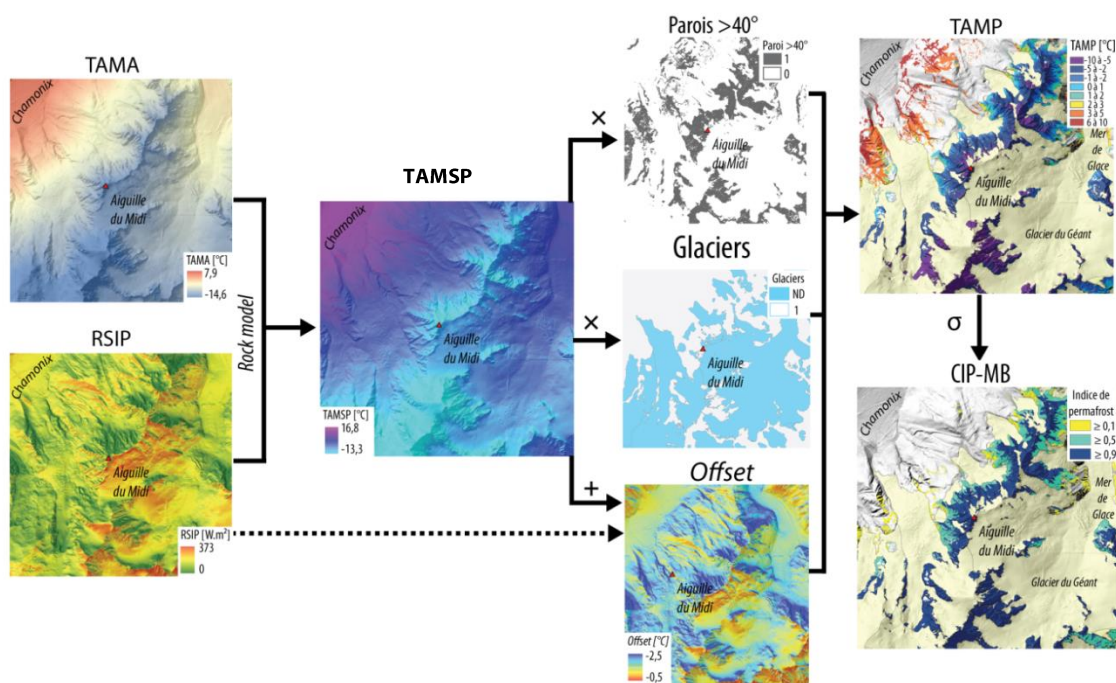 TAMA
Chamonix
Aiguille
du Midi
TAMA [°C]
7,9
-14,6
RSIP
Chamonix
Aiguille
du Midi
RSIP [W.m²]
373
0
Rock model
TAMSP
Chamonix
Aiguille
du Midi
TAMSP [°C]
16,8
-13,3
×
×
+
Parois >40°
Paroi >40°
1
0
Aiguille
du Midi
Glaciers
Glaciers
ND
1
Aiguille
du Midi
Offset
Aiguille
du Midi
Offset [°C]
-2,5
-0,5
TAMP
Chamonix
TAMP [°C]
-10 à -5
-5 à -2
-1 à -2
0 à 1
1 à 2
2 à 3
3 à 5
6 à 10
Mer
de
Glace
Aiguille
du Midi
Glacier du Géant
σ
CIP-MB
Chamonix
Indice de
permafrost
≥ 0,1
≥ 0,5
≥ 0,9
Mer
de
Glace
Aiguille
du Midi
Glacier du Géant